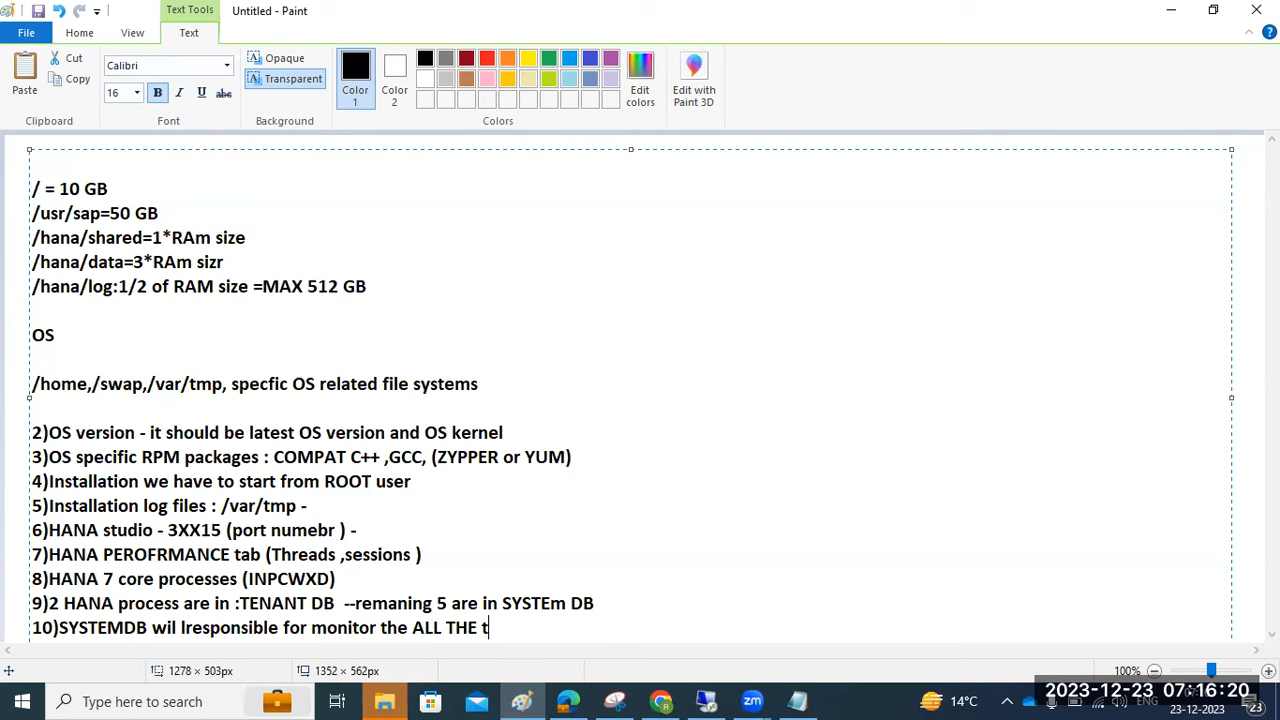 Text Tools
Untitled - Paint
File
Home
View
Text
Paste
Cut
Copy
Clipboard
Calibri
16
B
I
U
abc
Font
Opaque
Transparent
Background
Color 1
Color 2
Edit colors
Colors
Edit with Paint 3D
/ = 10 GB
/usr/sap=50 GB
/hana/shared=1*RAm size
/hana/data=3*RAm sizr
/hana/log:1/2 of RAM size =MAX 512 GB
OS
/home,/swap,/var/tmp, specfic OS related file systems
2)OS version - it should be latest OS version and OS kernel
3)OS specific RPM packages : COMPAT C++ ,GCC, (ZYPPER or YUM)
4)Installation we have to start from ROOT user
5)Installation log files : /var/tmp -
6)HANA studio - 3XX15 (port numebr ) -
7)HANA PEROFRMANCE tab (Threads ,sessions )
8)HANA 7 core processes (INPCWXD)
9)2 HANA process are in :TENANT DB --remaning 5 are in SYSTEm DB
10)SYSTEMDB wil lresponsible for monitor the ALL THE t
1278 × 503px
1352 × 562px
100%
Type here to search
14°C
ENG
2023-12-23 07:16:20
23-12-2023
23